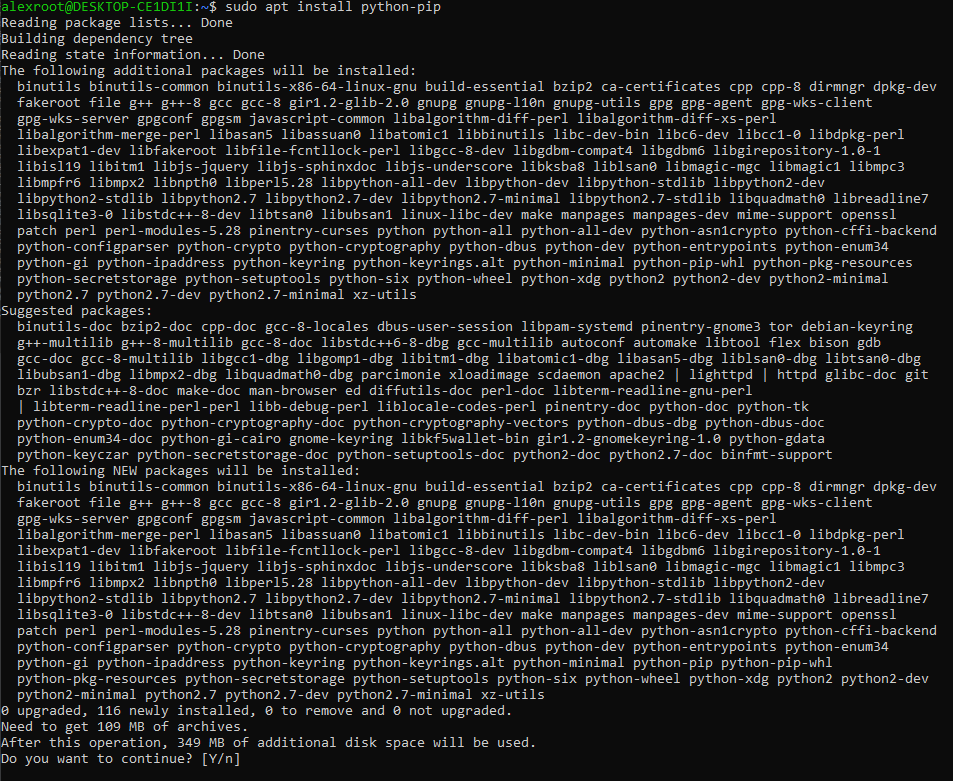 alexroot@DESKTOP-CE1DI1I:~$ sudo apt install python-pip
Reading package lists... Done
Building dependency tree
Reading state information... Done
The following additional packages will be installed:
  binutils binutils-common binutils-x86-64-linux-gnu build-essential bzip2 ca-certificates cpp cpp-8 dirmngr dpkg-dev
  fakeroot file g++ g++-8 gcc gcc-8 gir1.2-glib-2.0 gnupg gnupg-l10n gnupg-utils gpg gpg-agent gpg-wks-client
  gpg-wks-server gpgconf gpgsm javascript-common libalgorithm-diff-perl libalgorithm-diff-xs-perl
  libalgorithm-merge-perl libasan5 libassuan0 libatomic1 libbinutils libc-dev-bin libc6-dev libcc1-0 libdpkg-perl
  libexpat1-dev libfakeroot libfile-fcntllock-perl libgcc-8-dev libgdbm-compat4 libgdbm6 libgirepository-1.0-1
  libisl19 libitm1 libjs-jquery libjs-sphinxdoc libjs-underscore libksba8 liblsan0 libmagic-mgc libmagic1 libmpc3
  libmpfr6 libmpx2 libnpth0 libperl5.28 libpython-all-dev libpython-dev libpython-stdlib libpython2-dev
  libpython2-stdlib libpython2.7 libpython2.7-dev libpython2.7-minimal libpython2.7-stdlib libquadmath0 libreadline7
  libsqlite3-0 libstdc++-8-dev libtsan0 libubsan1 linux-libc-dev make manpages manpages-dev mime-support openssl
  patch perl perl-modules-5.28 pinentry-curses python python-all python-all-dev python-asn1crypto python-cffi-backend
  python-configparser python-crypto python-cryptography python-dbus python-dev python-entrypoints python-enum34
  python-gi python-ipaddress python-keyring python-keyrings.alt python-minimal python-pip-whl python-pkg-resources
  python-secretstorage python-setuptools python-six python-wheel python-xdg python2 python2-dev python2-minimal
  python2.7 python2.7-dev python2.7-minimal xz-utils
Suggested packages:
  binutils-doc bzip2-doc cpp-doc gcc-8-locales dbus-user-session libpam-systemd pinentry-gnome3 tor debian-keyring
  g++-multilib g++-8-multilib gcc-8-doc libstdc++6-8-dbg gcc-multilib autoconf automake libtool flex bison gdb
  gcc-doc gcc-8-multilib libgcc1-dbg libgomp1-dbg libitm1-dbg libatomic1-dbg libasan5-dbg liblsan0-dbg libtsan0-dbg
  libubsan1-dbg libmpx2-dbg libquadmath0-dbg parcimonie xloadimage scdaemon apache2 | lighttpd | httpd glibc-doc git
  bzr libstdc++-8-doc make-doc man-browser ed diffutils-doc perl-doc libterm-readline-gnu-perl
  | libterm-readline-perl-perl libb-debug-perl liblocale-codes-perl pinentry-doc python-doc python-tk
  python-crypto-doc python-cryptography-doc python-cryptography-vectors python-dbus-dbg python-dbus-doc
  python-enum34-doc python-gi-cairo gnome-keyring libkf5wallet-bin gir1.2-gnomekeyring-1.0 python-gdata
  python-keyczar python-secretstorage-doc python-setuptools-doc python2-doc python2.7-doc binfmt-support
The following NEW packages will be installed:
  binutils binutils-common binutils-x86-64-linux-gnu build-essential bzip2 ca-certificates cpp cpp-8 dirmngr dpkg-dev
  fakeroot file g++ g++-8 gcc gcc-8 gir1.2-glib-2.0 gnupg gnupg-l10n gnupg-utils gpg gpg-agent gpg-wks-client
  gpg-wks-server gpgconf gpgsm javascript-common libalgorithm-diff-perl libalgorithm-diff-xs-perl
  libalgorithm-merge-perl libasan5 libassuan0 libatomic1 libbinutils libc-dev-bin libc6-dev libcc1-0 libdpkg-perl
  libexpat1-dev libfakeroot libfile-fcntllock-perl libgcc-8-dev libgdbm-compat4 libgdbm6 libgirepository-1.0-1
  libisl19 libitm1 libjs-jquery libjs-sphinxdoc libjs-underscore libksba8 liblsan0 libmagic-mgc libmagic1 libmpc3
  libmpfr6 libmpx2 libnpth0 libperl5.28 libpython-all-dev libpython-dev libpython-stdlib libpython2-dev
  libpython2-stdlib libpython2.7 libpython2.7-dev libpython2.7-minimal libpython2.7-stdlib libquadmath0 libreadline7
  libsqlite3-0 libstdc++-8-dev libtsan0 libubsan1 linux-libc-dev make manpages manpages-dev mime-support openssl
  patch perl perl-modules-5.28 pinentry-curses python python-all python-all-dev python-asn1crypto python-cffi-backend
  python-configparser python-crypto python-cryptography python-dbus python-dev python-entrypoints python-enum34
  python-gi python-ipaddress python-keyring python-keyrings.alt python-minimal python-pip python-pip-whl
  python-pkg-resources python-secretstorage python-setuptools python-six python-wheel python-xdg python2 python2-dev
  python2-minimal python2.7 python2.7-dev python2.7-minimal xz-utils
0 upgraded, 116 newly installed, 0 to remove and 0 not upgraded.
Need to get 109 MB of archives.
After this operation, 349 MB of additional disk space will be used.
Do you want to continue? [Y/n]